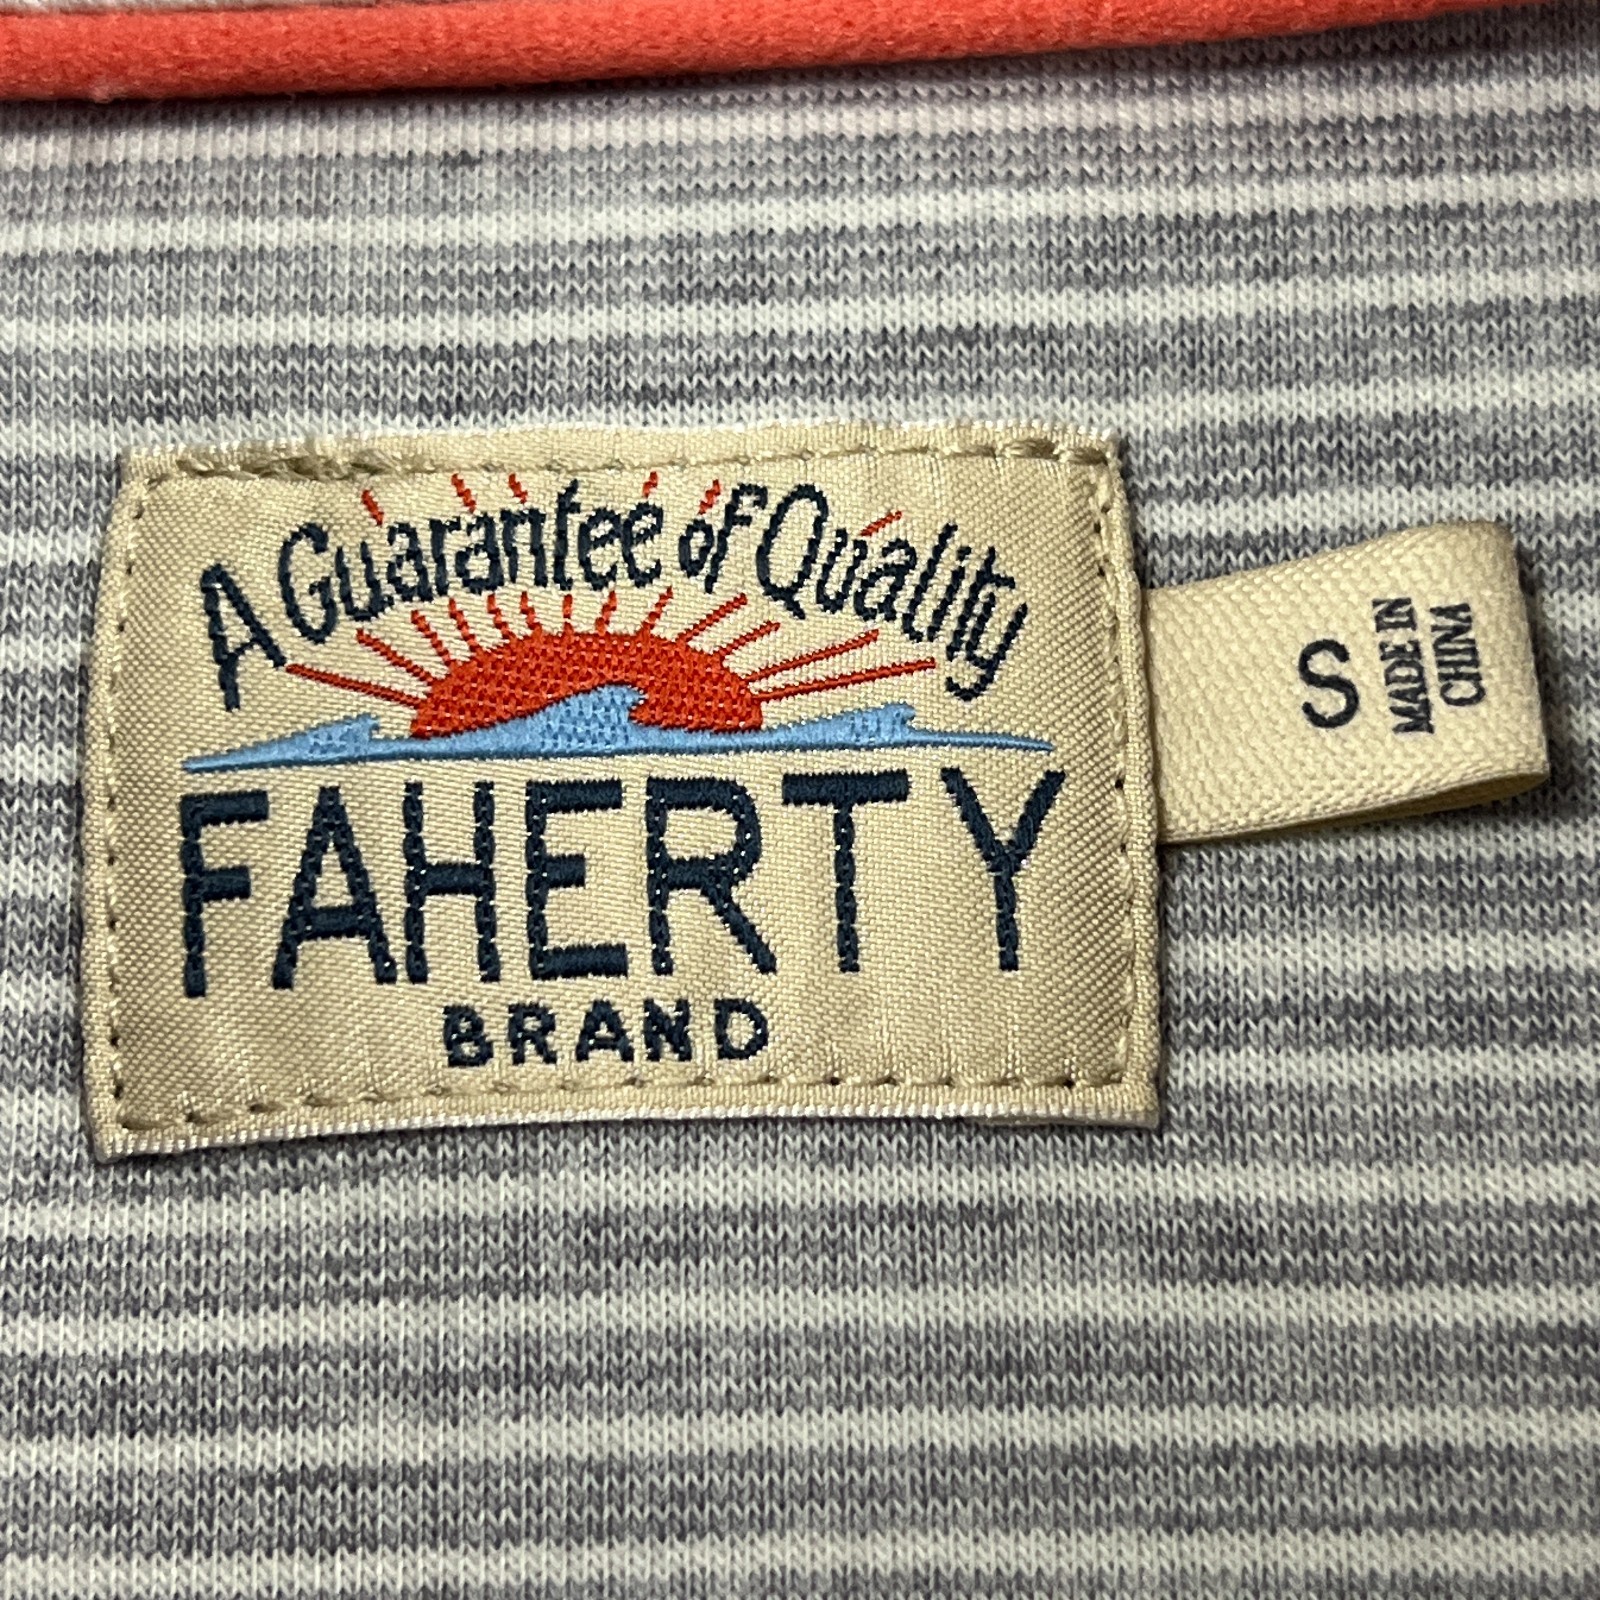 A Guarantee of Quality
FAHERTY
BRAND
S
MADE IN
CHINA